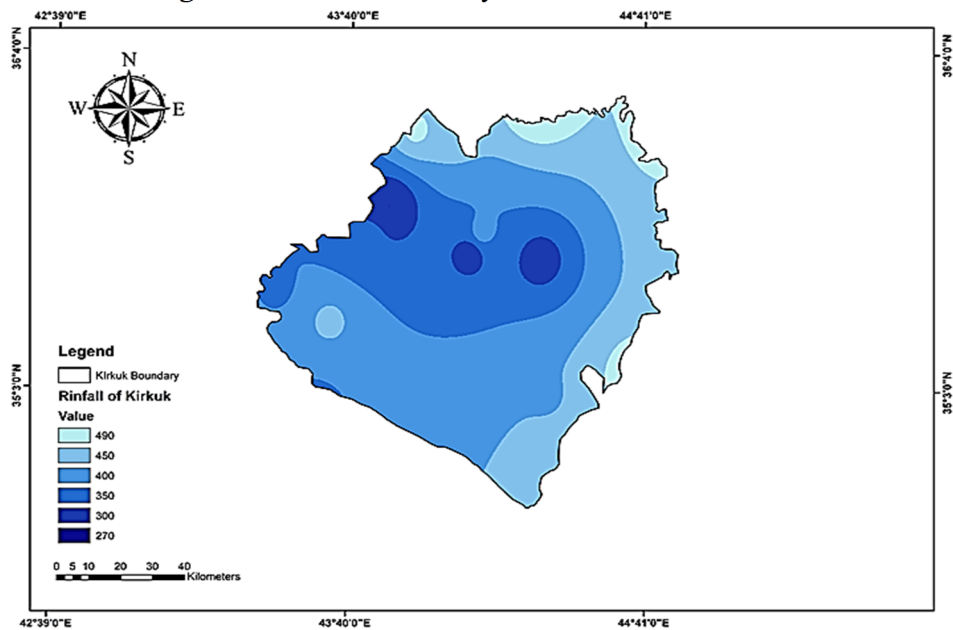 42°39'0"E 43°40'0"E 44°41'0"E
36°4'0"N
36°4'0"N
N
W E
S
35°3'0"N
35°3'0"N
Legend
Kirkuk Boundary
Rinfall of Kirkuk
Value
490
450
400
350
300
270
0 5 10 20 30 40
Kilometers
42°39'0"E 43°40'0"E 44°41'0"E